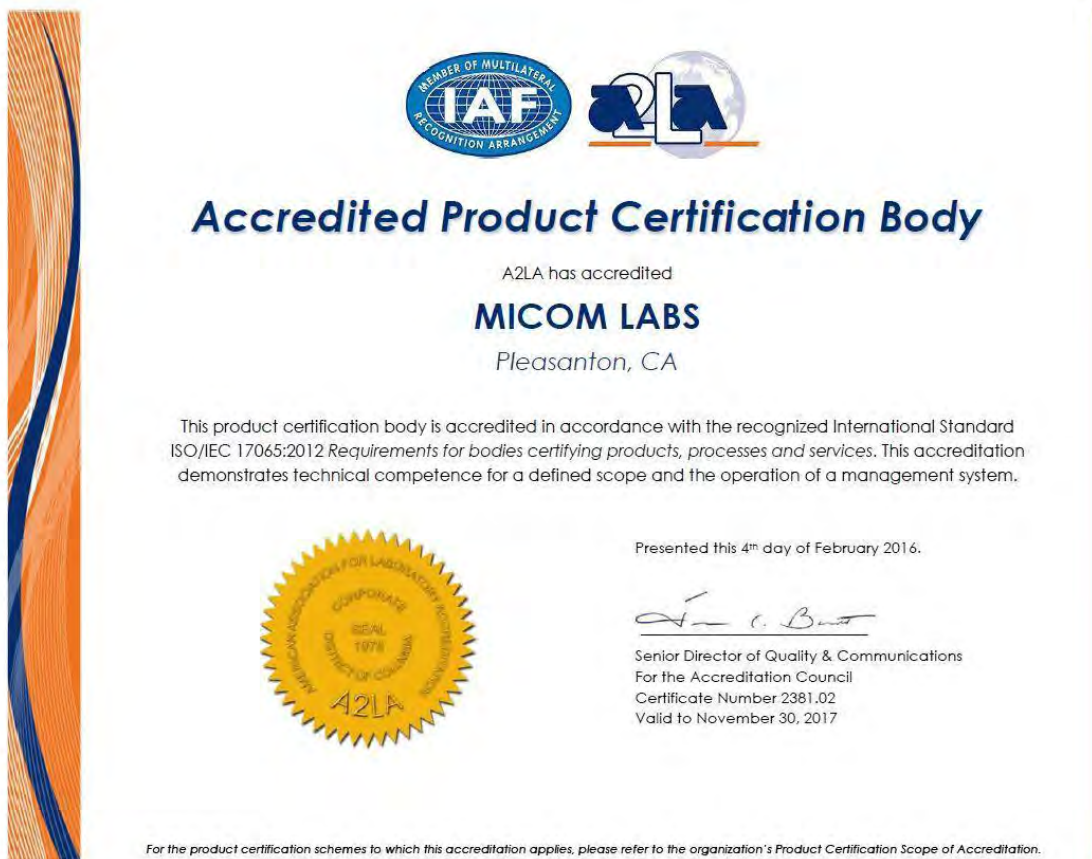 MEMBER OF MULTILATERAL
IAF
RECOGNITION ARRANGEMENT
a2La
Accredited Product Certification Body
A2LA has accredited
MICOM LABS
Pleasanton, CA
This product certification body is accredited in accordance with the recognized International Standard
ISO/IEC 17065:2012 Requirements for bodies certifying products, processes and services. This accreditation
demonstrates technical competence for a defined scope and the operation of a management system.
AMERICAN ASSOCIATION FOR LABORATORY ACCREDITATION
CORPORATE
SEAL
1978
DISTRICT OF COLUMBIA
A2LA
Presented this 4th day of February 2016.
Senior Director of Quality & Communications
For the Accreditation Council
Certificate Number 2381.02
Valid to November 30, 2017
For the product certification schemes to which this accreditation applies, please refer to the organization's Product Certification Scope of Accreditation.